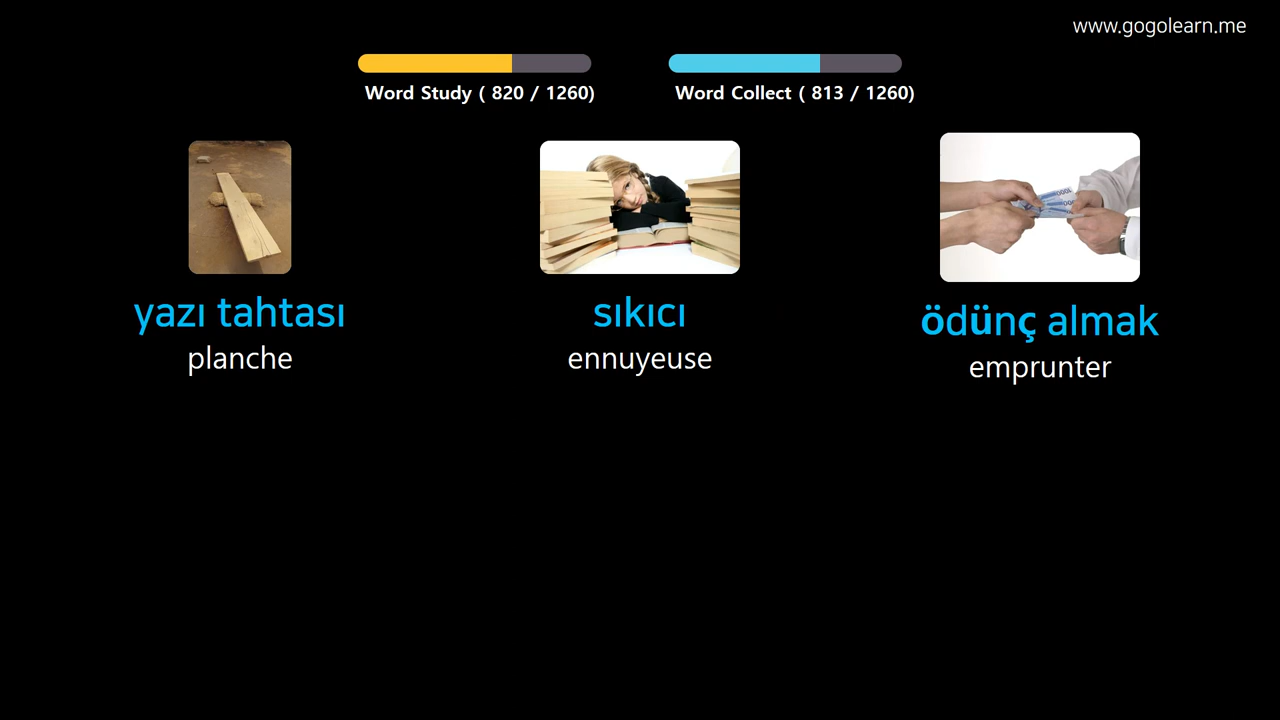 www.gogolearn.me
Word Study ( 820 / 1260)
Word Collect ( 813 / 1260)
yazı tahtası
planche
sıkıcı
ennuyeuse
ödünç almak
emprunter